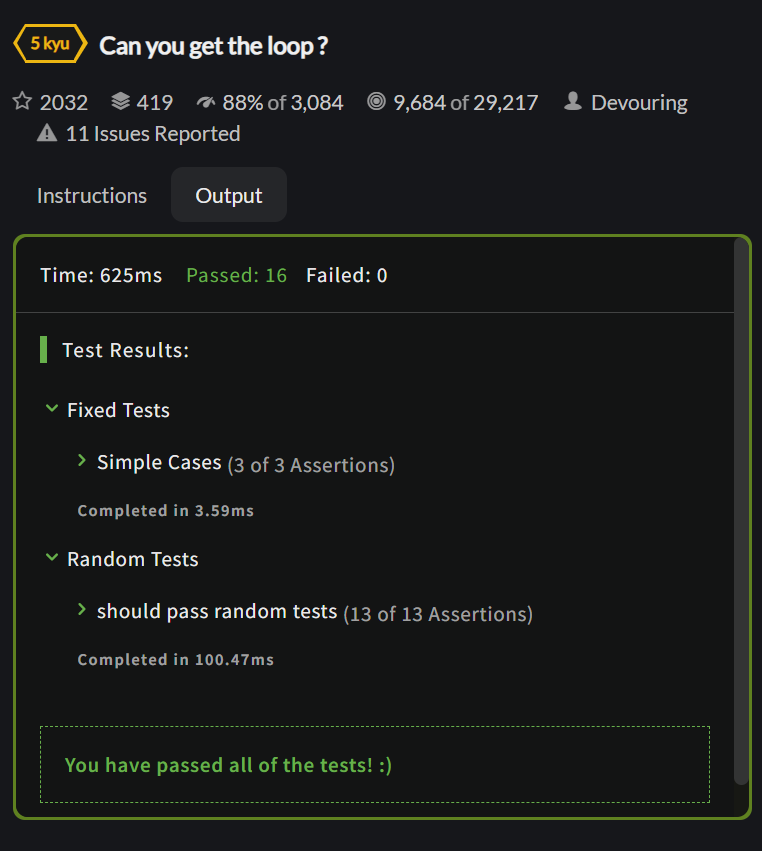 5 kyu Can you get the loop ?
2032 419 88% of 3,084 9,684 of 29,217 Devouring
11 Issues Reported
Instructions Output
Time: 625ms Passed: 16 Failed: 0
Test Results:
Fixed Tests
Simple Cases (3 of 3 Assertions)
Completed in 3.59ms
Random Tests
should pass random tests (13 of 13 Assertions)
Completed in 100.47ms
You have passed all of the tests! :)